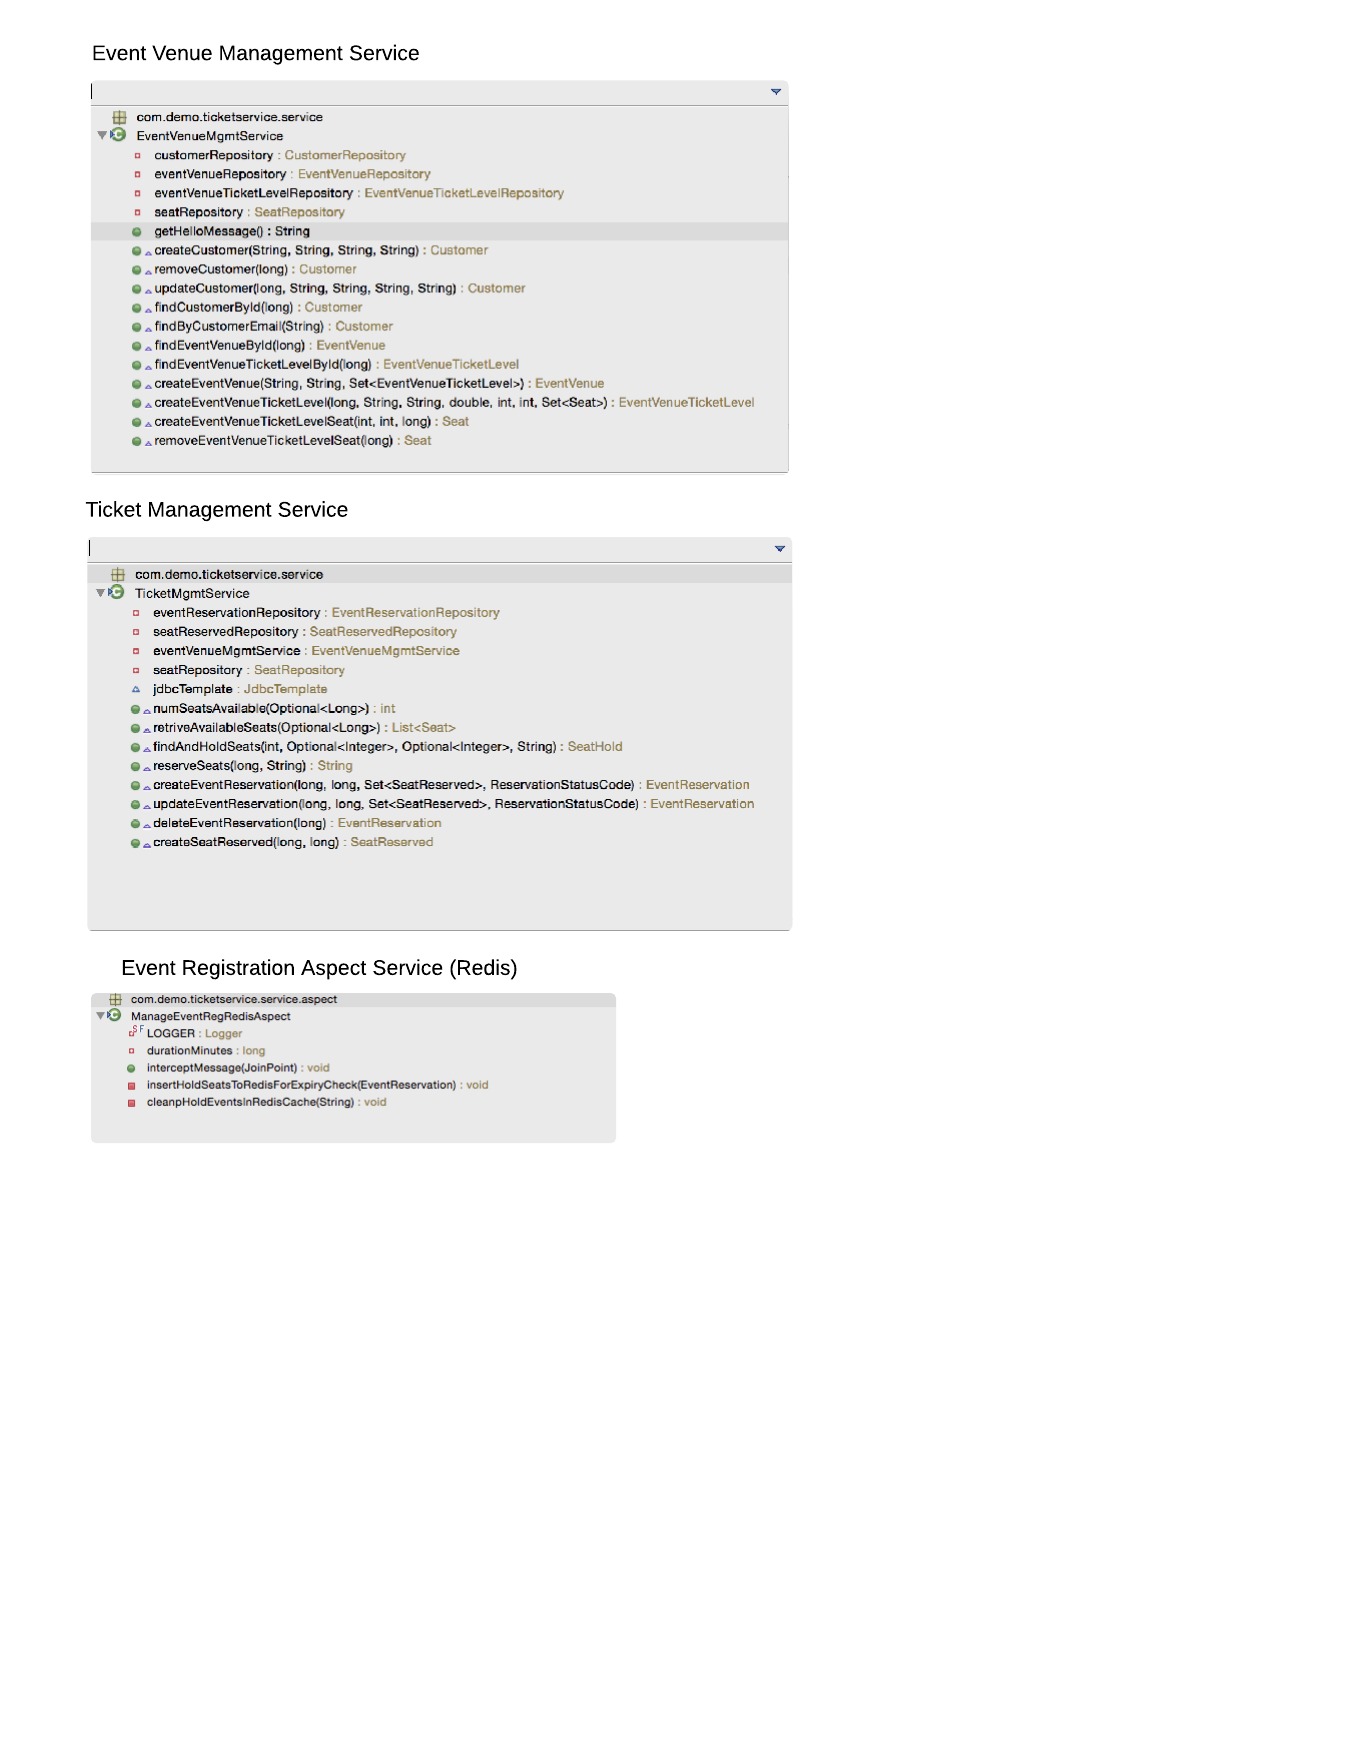 Event Venue Management Service
com.demo.ticketservice.service
EventVenueMgmtService
customerRepository : CustomerRepository
eventVenueRepository : EventVenueRepository
eventVenueTicketLevelRepository : EventVenueTicketLevelRepository
seatRepository : SeatRepository
getHelloMessage() : String
createCustomer(String, String, String, String) : Customer
removeCustomer(long) : Customer
updateCustomer(long, String, String, String, String) : Customer
findCustomerById(long) : Customer
findByCustomerEmail(String) : Customer
findEventVenueById(long) : EventVenue
findEventVenueTicketLevelById(long) : EventVenueTicketLevel
createEventVenue(String, String, Set<EventVenueTicketLevel>) : EventVenue
createEventVenueTicketLevel(long, String, String, double, int, int, Set<Seat>) : EventVenueTicketLevel
createEventVenueTicketLevelSeat(int, int, long) : Seat
removeEventVenueTicketLevelSeat(long) : Seat
Ticket Management Service
com.demo.ticketservice.service
TicketMgmtService
eventReservationRepository : EventReservationRepository
seatReservedRepository : SeatReservedRepository
eventVenueMgmtService : EventVenueMgmtService
seatRepository : SeatRepository
jdbcTemplate : JdbcTemplate
numSeatsAvailable(Optional<Long>) : int
retriveAvailableSeats(Optional<Long>) : List<Seat>
findAndHoldSeats(int, Optional<Integer>, Optional<Integer>, String) : SeatHold
reserveSeats(long, String) : String
createEventReservation(long, long, Set<SeatReserved>, ReservationStatusCode) : EventReservation
updateEventReservation(long, long, Set<SeatReserved>, ReservationStatusCode) : EventReservation
deleteEventReservation(long) : EventReservation
createSeatReserved(long, long) : SeatReserved
Event Registration Aspect Service (Redis)
com.demo.ticketservice.service.aspect
ManageEventRegRedisAspect
LOGGER : Logger
durationMinutes : long
interceptMessage(JoinPoint) : void
insertHoldSeatsToRedisForExpiryCheck(EventReservation) : void
cleanpHoldEventsInRedisCache(String) : void